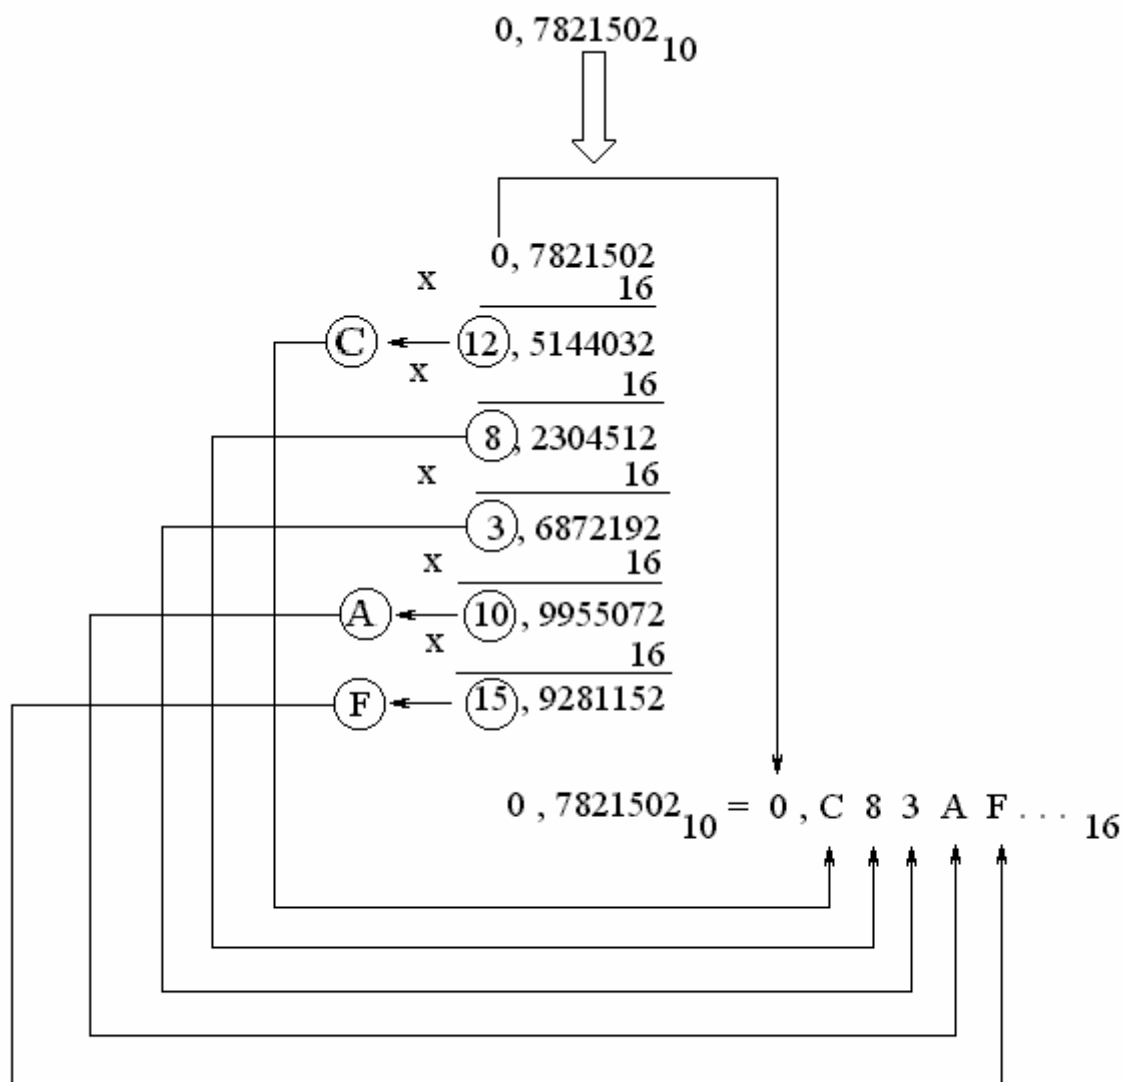 0, 7821502 10
0, 7821502
x 16
C 12, 5144032
x 16
8, 2304512
x 16
3, 6872192
x 16
A 10, 9955072
x 16
F 15, 9281152
0 , 7821502 10 = 0 , C 8 3 A F . . . 16